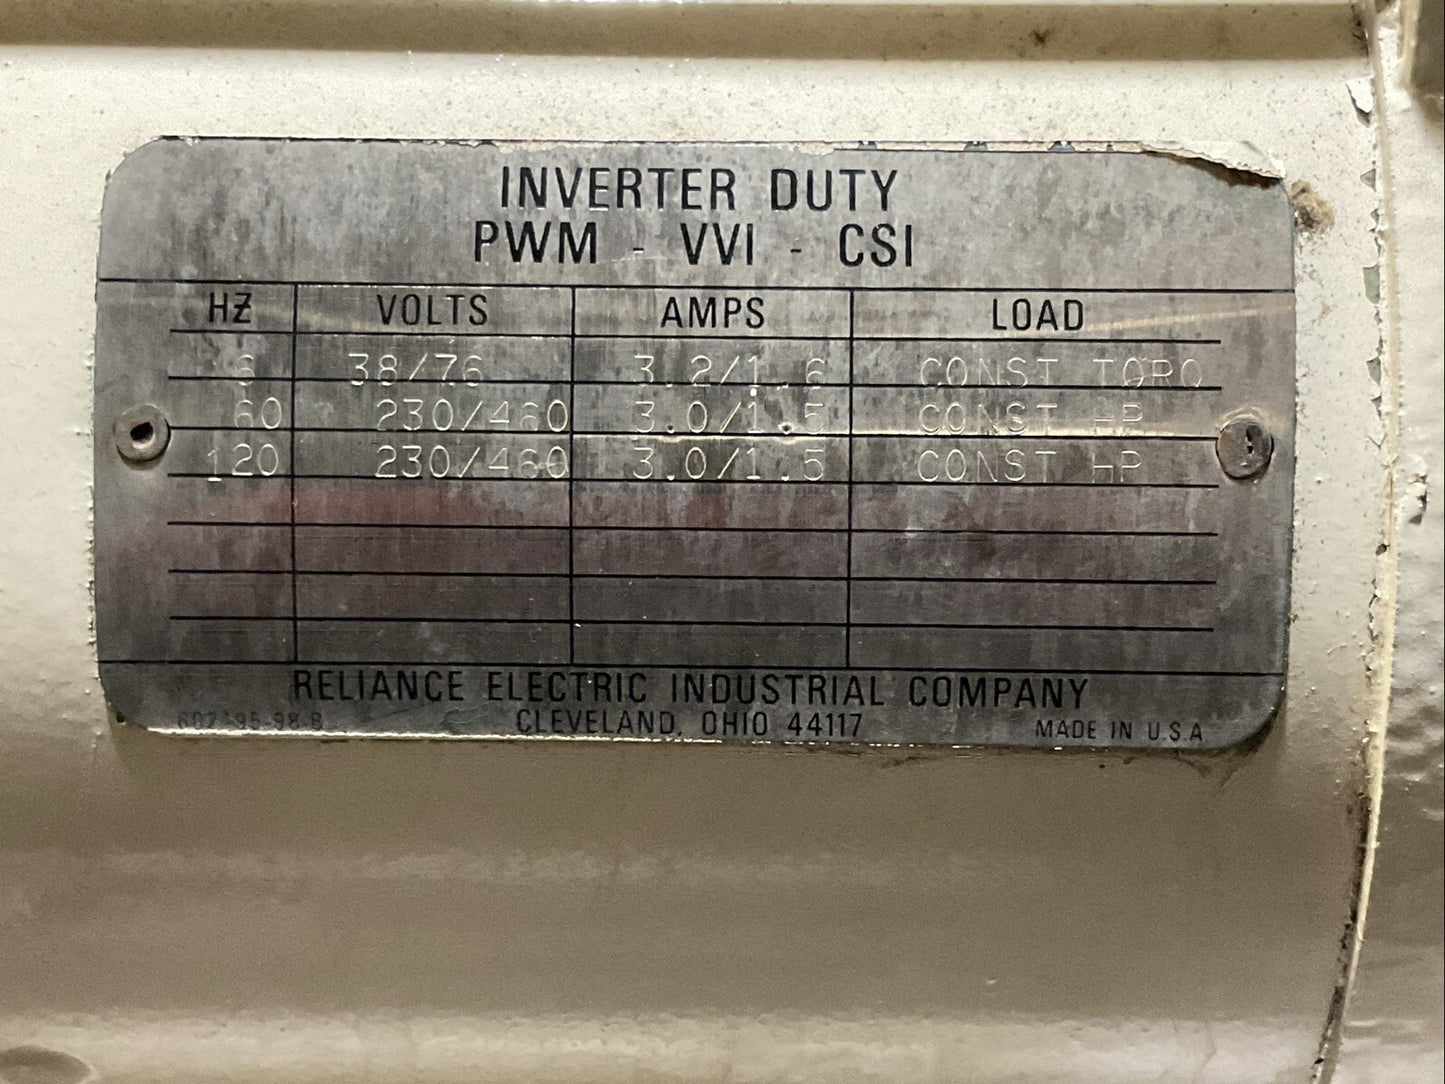 INVERTER DUTY
PWM - VVI - CSI
HZ VOLTS AMPS LOAD
6 38/76 3.2/1.6 CONST TORQ
60 230/460 3.0/1.5 CONST HP
120 230/460 3.0/1.5 CONST HP
RELIANCE ELECTRIC INDUSTRIAL COMPANY
CLEVELAND, OHIO 44117
MADE IN U.S.A